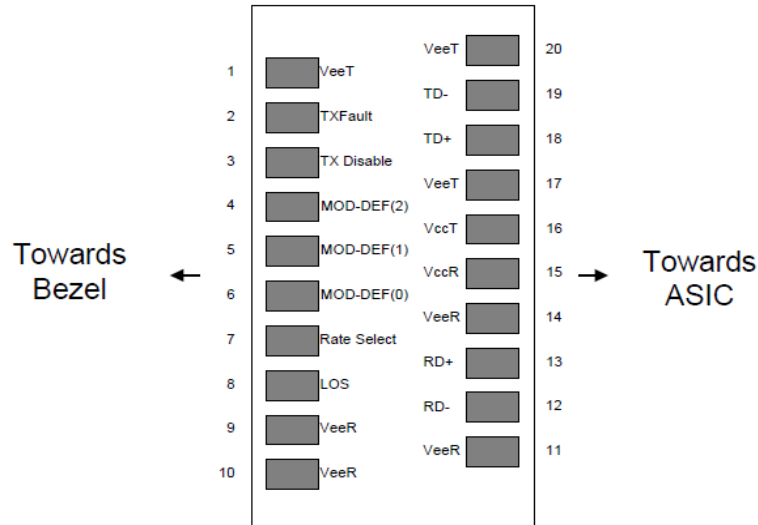 VeeT 20
1 VeeT
TD- 19
2 TXFault
TD+ 18
3 TX Disable
VeeT 17
4 MOD-DEF(2)
VccT 16
5 MOD-DEF(1)
Towards
Bezel
VccR 15
Towards
ASIC
6 MOD-DEF(0)
VeeR 14
7 Rate Select
RD+ 13
8 LOS
RD- 12
9 VeeR
VeeR 11
10 VeeR